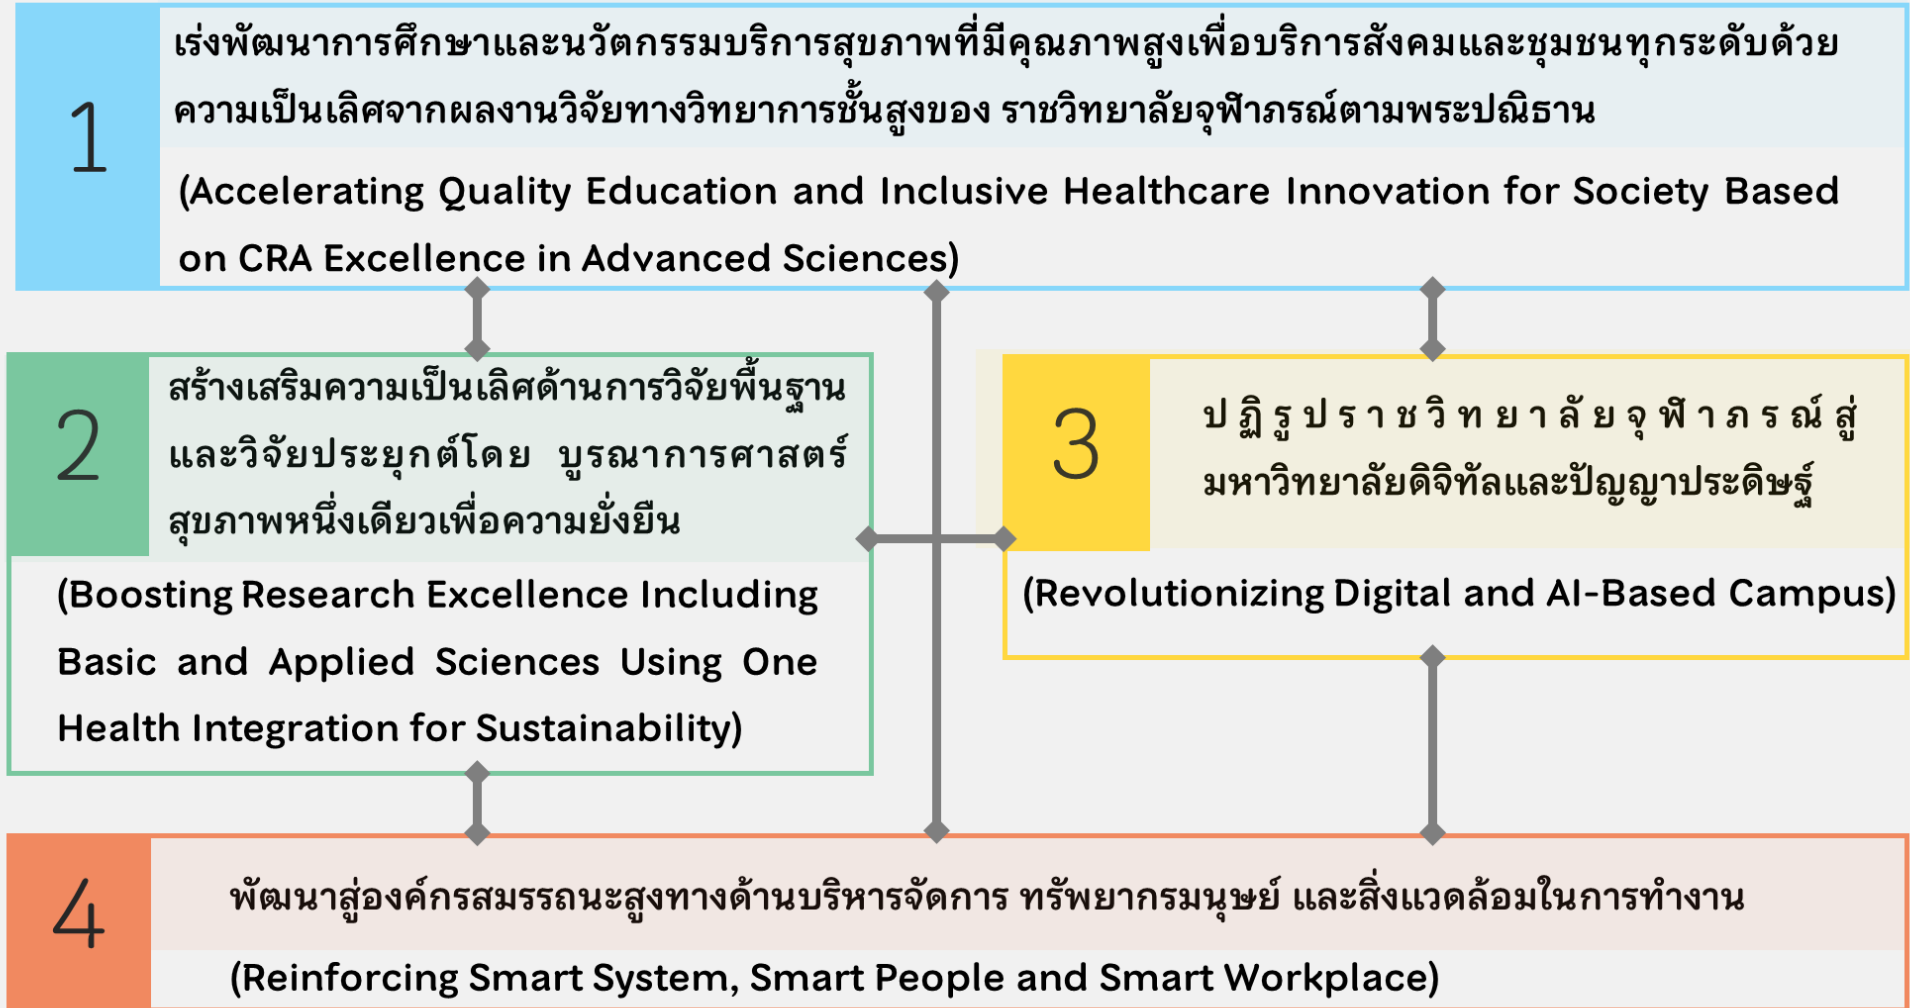 1
เร่งพัฒนาการศึกษาและนวัตกรรมบริการสุขภาพที่มีคุณภาพสูงเพื่อบริการสังคมและชุมชนทุกระดับด้วย
ความเป็นเลิศจากผลงานวิจัยทางวิทยาการชั้นสูงของ ราชวิทยาลัยจุฬาภรณ์ตามพระปณิธาน
(Accelerating Quality Education and Inclusive Healthcare Innovation for Society Based
on CRA Excellence in Advanced Sciences)
2
สร้างเสริมความเป็นเลิศด้านการวิจัยพื้นฐาน
และวิจัยประยุกต์โดย บูรณาการศาสตร์
สุขภาพหนึ่งเดียวเพื่อความยั่งยืน
(Boosting Research Excellence Including
Basic and Applied Sciences Using One
Health Integration for Sustainability)
3
ปฏิรูปราชวิทยาลัยจุฬาภรณ์สู่
มหาวิทยาลัยดิจิทัลและปัญญาประดิษฐ์
(Revolutionizing Digital and AI-Based Campus)
4
พัฒนาสู่องค์กรสมรรถนะสูงทางด้านบริหารจัดการ ทรัพยากรมนุษย์ และสิ่งแวดล้อมในการทำงาน
(Reinforcing Smart System, Smart People and Smart Workplace)